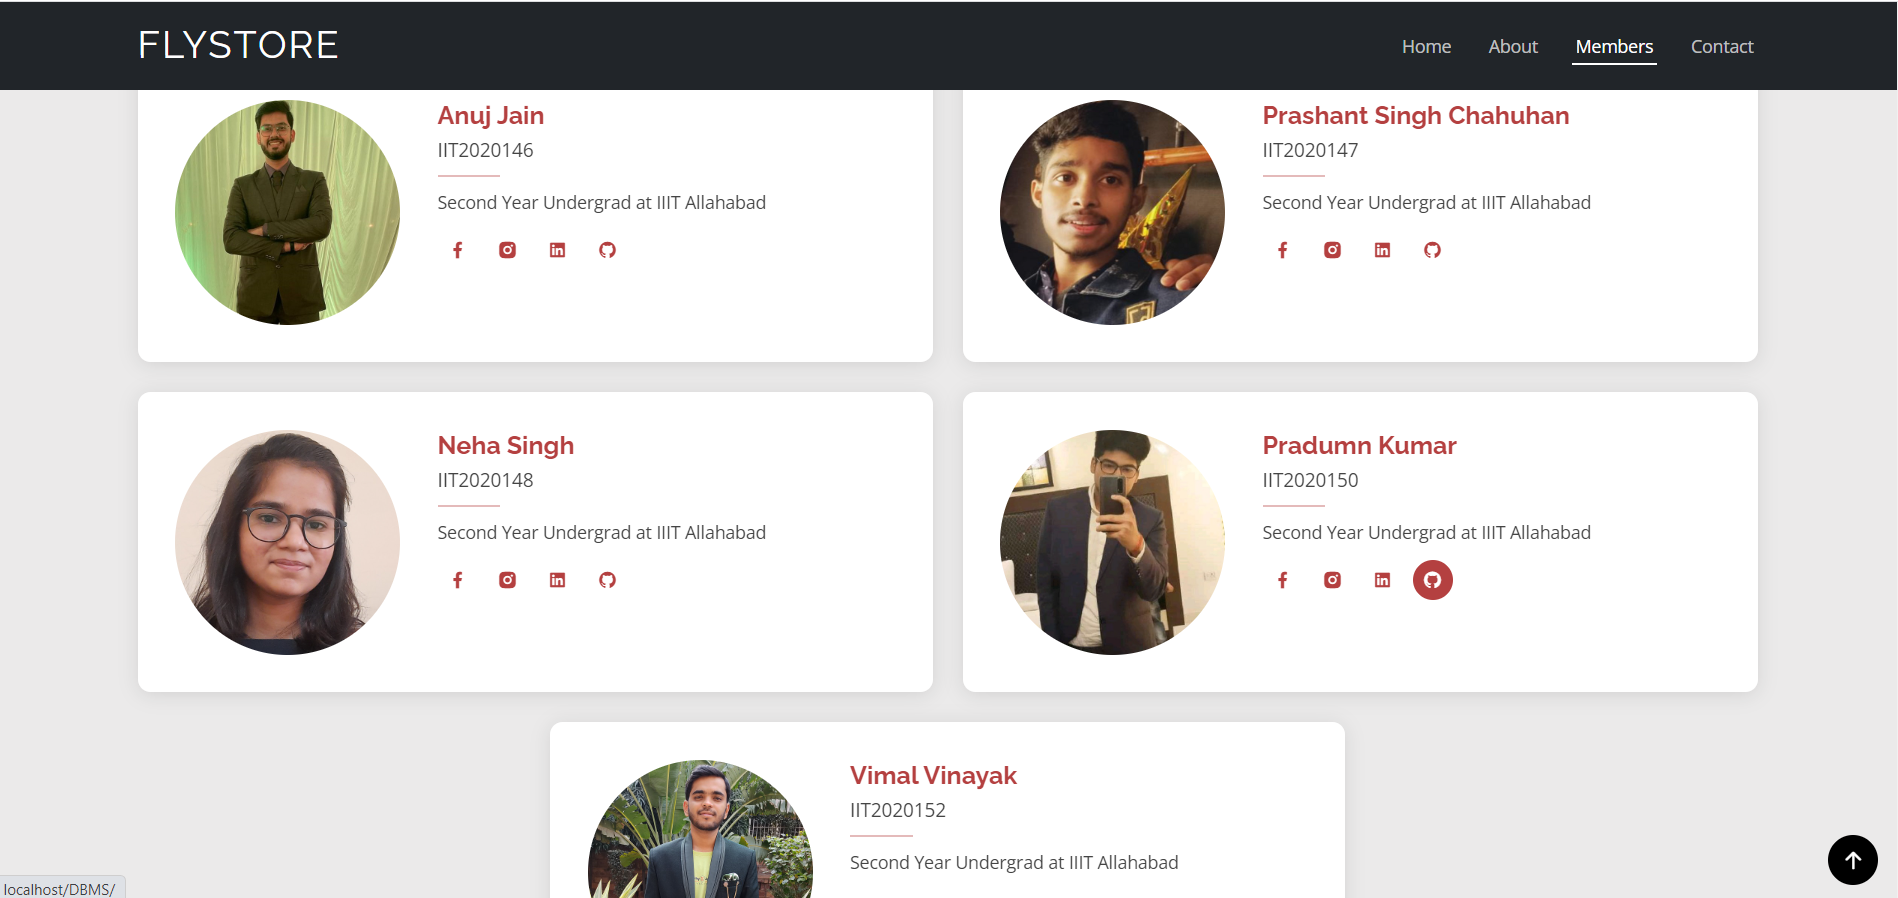 FLYSTORE
Home About Members Contact
Anuj Jain
IIT2020146
Second Year Undergrad at IIIT Allahabad
Prashant Singh Chahuhan
IIT2020147
Second Year Undergrad at IIIT Allahabad
Neha Singh
IIT2020148
Second Year Undergrad at IIIT Allahabad
Pradumn Kumar
IIT2020150
Second Year Undergrad at IIIT Allahabad
Vimal Vinayak
IIT2020152
Second Year Undergrad at IIIT Allahabad
localhost/DBMS/